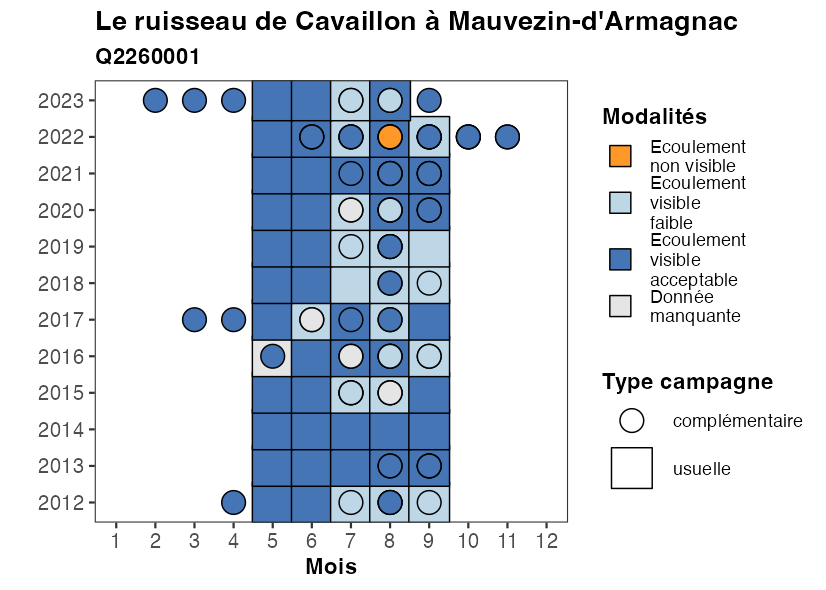 Le ruisseau de Cavaillon à Mauvezin-d'Armagnac
Q2260001
2023
2022
2021
2020
2019
2018
2017
2016
2015
2014
2013
2012
1 2 3 4 5 6 7 8 9 10 11 12
Mois
Modalités
Ecoulement
non visible
Ecoulement
visible
faible
Ecoulement
visible
acceptable
Donnée
manquante
Type campagne
complémentaire
usuelle